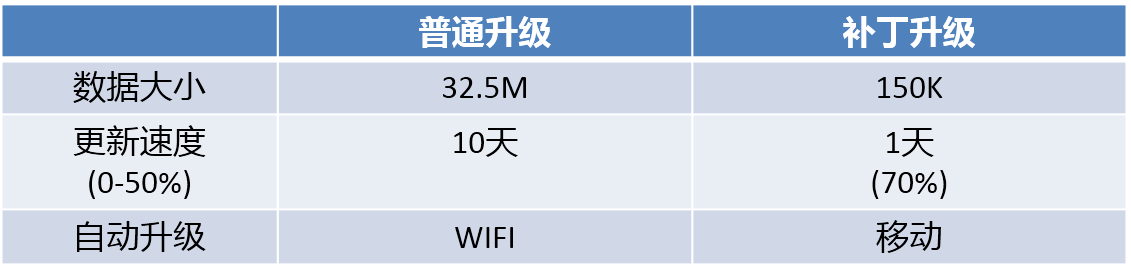 普通升级 补丁升级
数据大小 32.5M 150K
更新速度 10天 1天
(0-50%) (70%)
自动升级 WIFI 移动